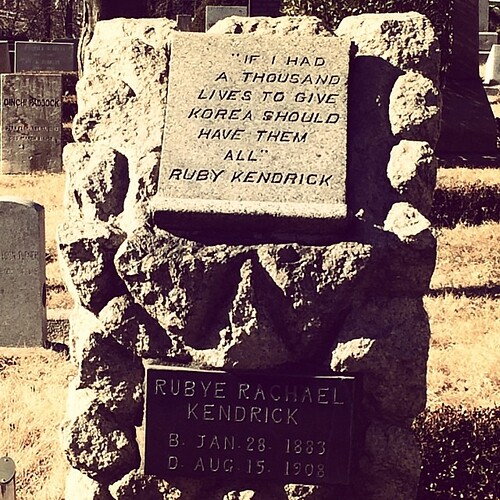 "IF I HAD
A THOUSAND
LIVES TO GIVE
KOREA SHOULD
HAVE THEM
ALL"
RUBY KENDRICK
RUBYE RACHAEL
KENDRICK
B. JAN. 28. 1883
D. AUG. 15. 1908